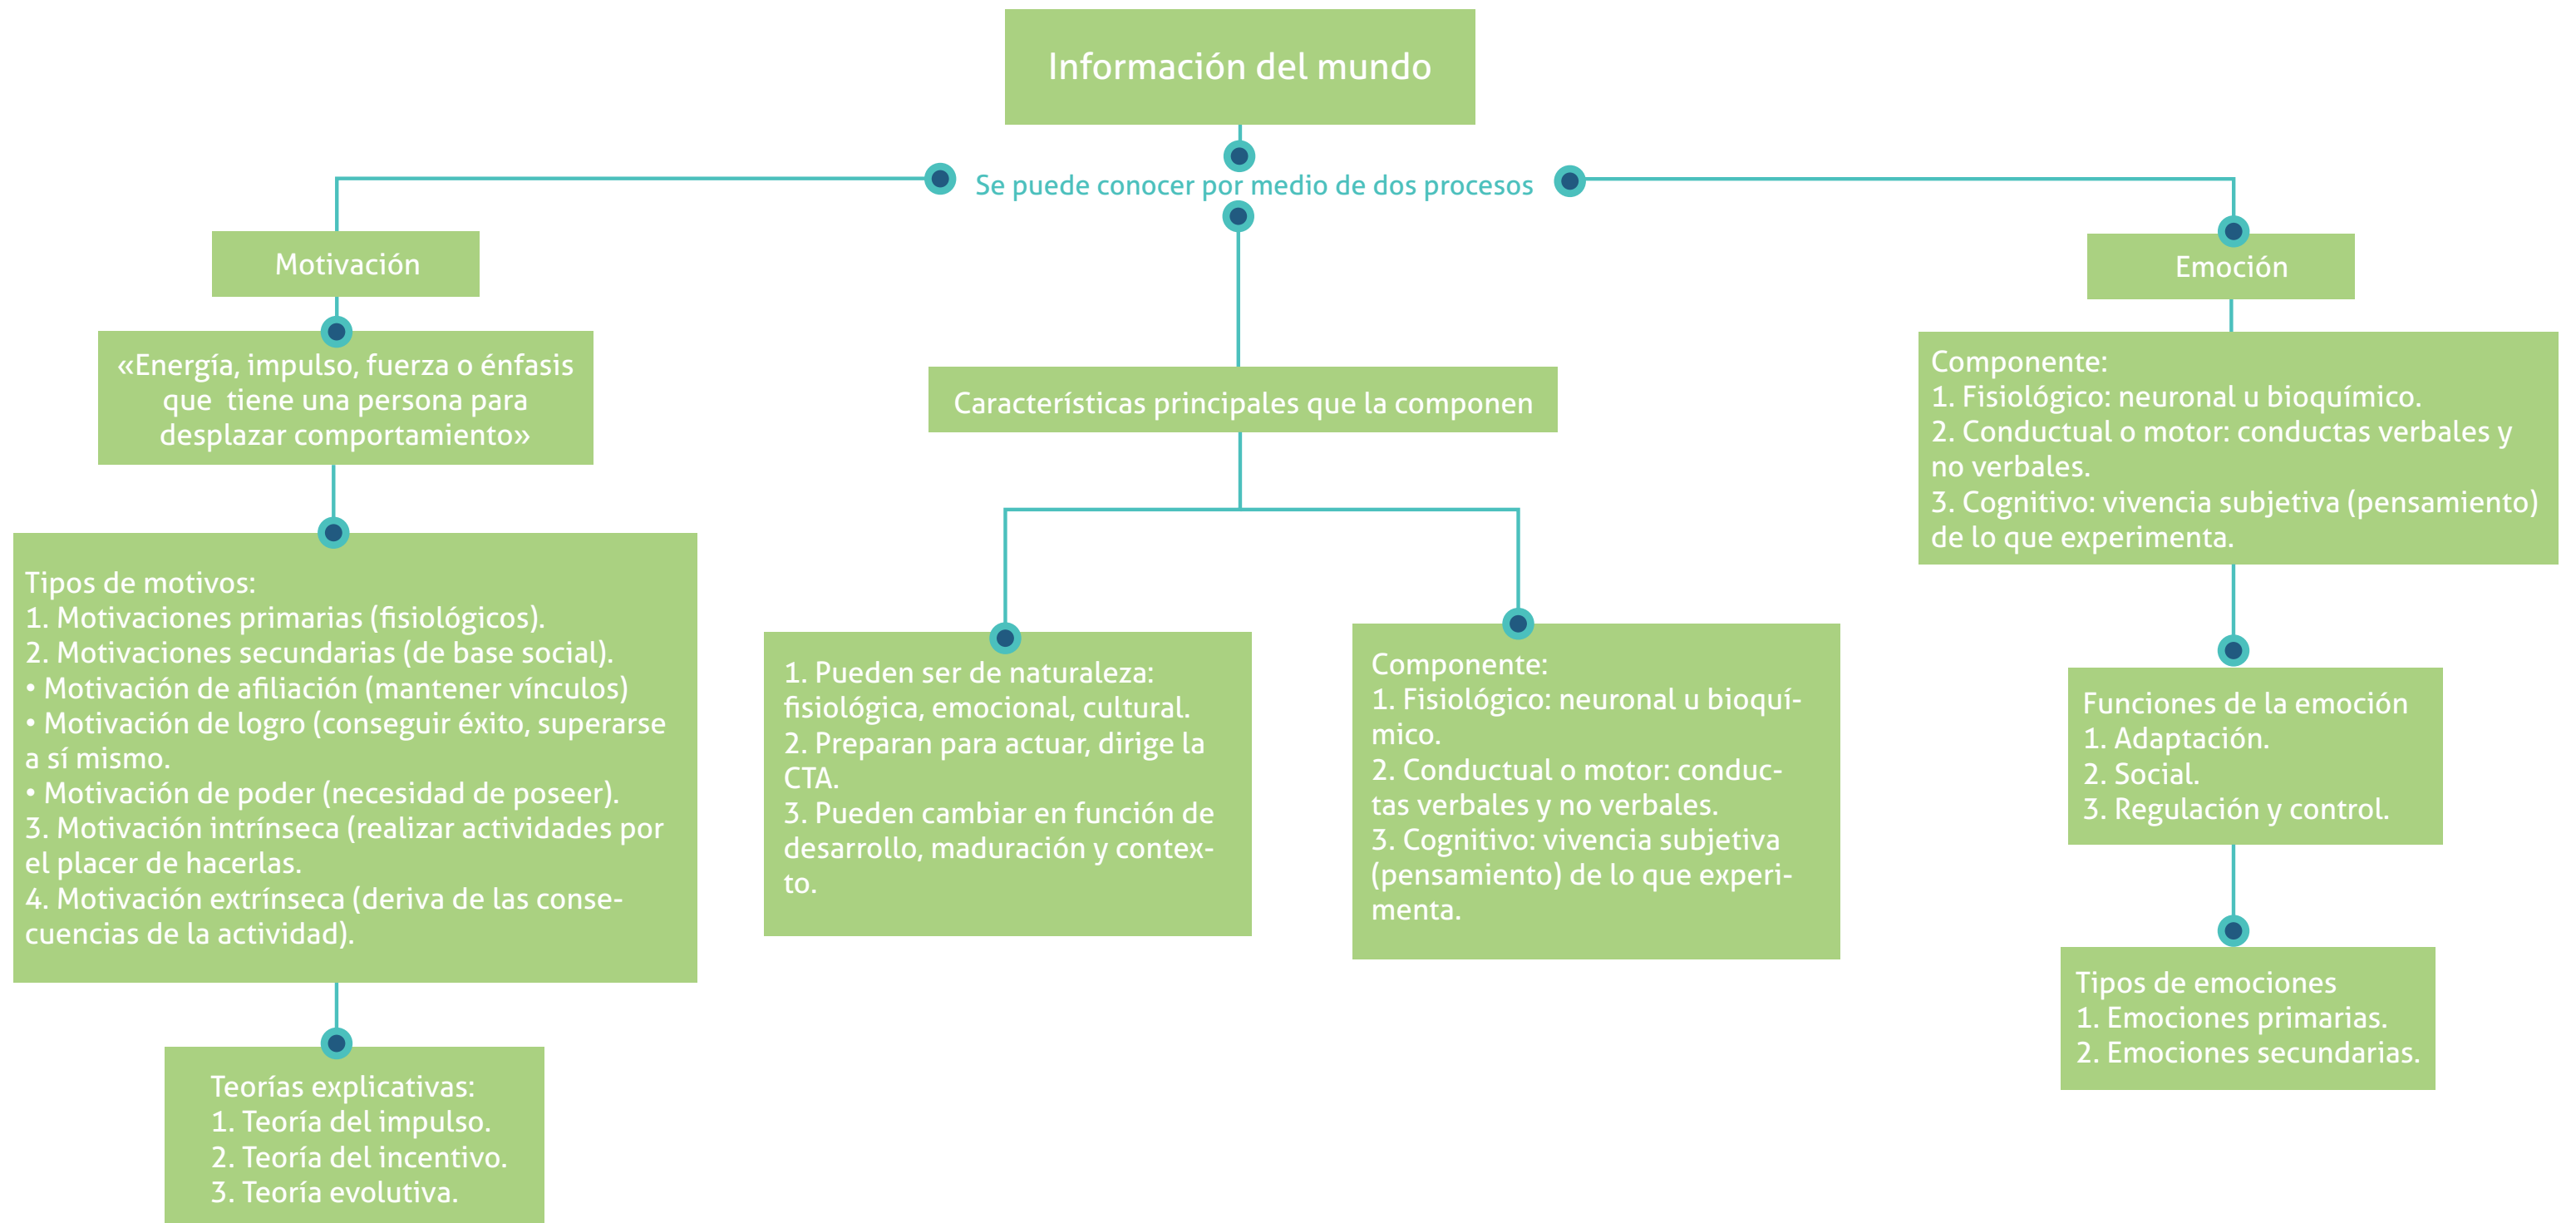 Información del mundo
Se puede conocer por medio de dos procesos
Motivación
«Energía, impulso, fuerza o énfasis
que tiene una persona para
desplazar comportamiento»
Tipos de motivos:
1. Motivaciones primarias (fisiológicos).
2. Motivaciones secundarias (de base social).
• Motivación de afiliación (mantener vínculos)
• Motivación de logro (conseguir éxito, superarse
a sí mismo.
• Motivación de poder (necesidad de poseer).
3. Motivación intrínseca (realizar actividades por
el placer de hacerlas.
4. Motivación extrínseca (deriva de las conse-
cuencias de la actividad).
Teorías explicativas:
1. Teoría del impulso.
2. Teoría del incentivo.
3. Teoría evolutiva.
Características principales que la componen
1. Pueden ser de naturaleza:
fisiológica, emocional, cultural.
2. Preparan para actuar, dirige la
CTA.
3. Pueden cambiar en función de
desarrollo, maduración y contex-
to.
Componente:
1. Fisiológico: neuronal u bioquí-
mico.
2. Conductual o motor: conduc-
tas verbales y no verbales.
3. Cognitivo: vivencia subjetiva
(pensamiento) de lo que experi-
menta.
Emoción
Componente:
1. Fisiológico: neuronal u bioquímico.
2. Conductual o motor: conductas verbales y
no verbales.
3. Cognitivo: vivencia subjetiva (pensamiento)
de lo que experimenta.
Funciones de la emoción
1. Adaptación.
2. Social.
3. Regulación y control.
Tipos de emociones
1. Emociones primarias.
2. Emociones secundarias.